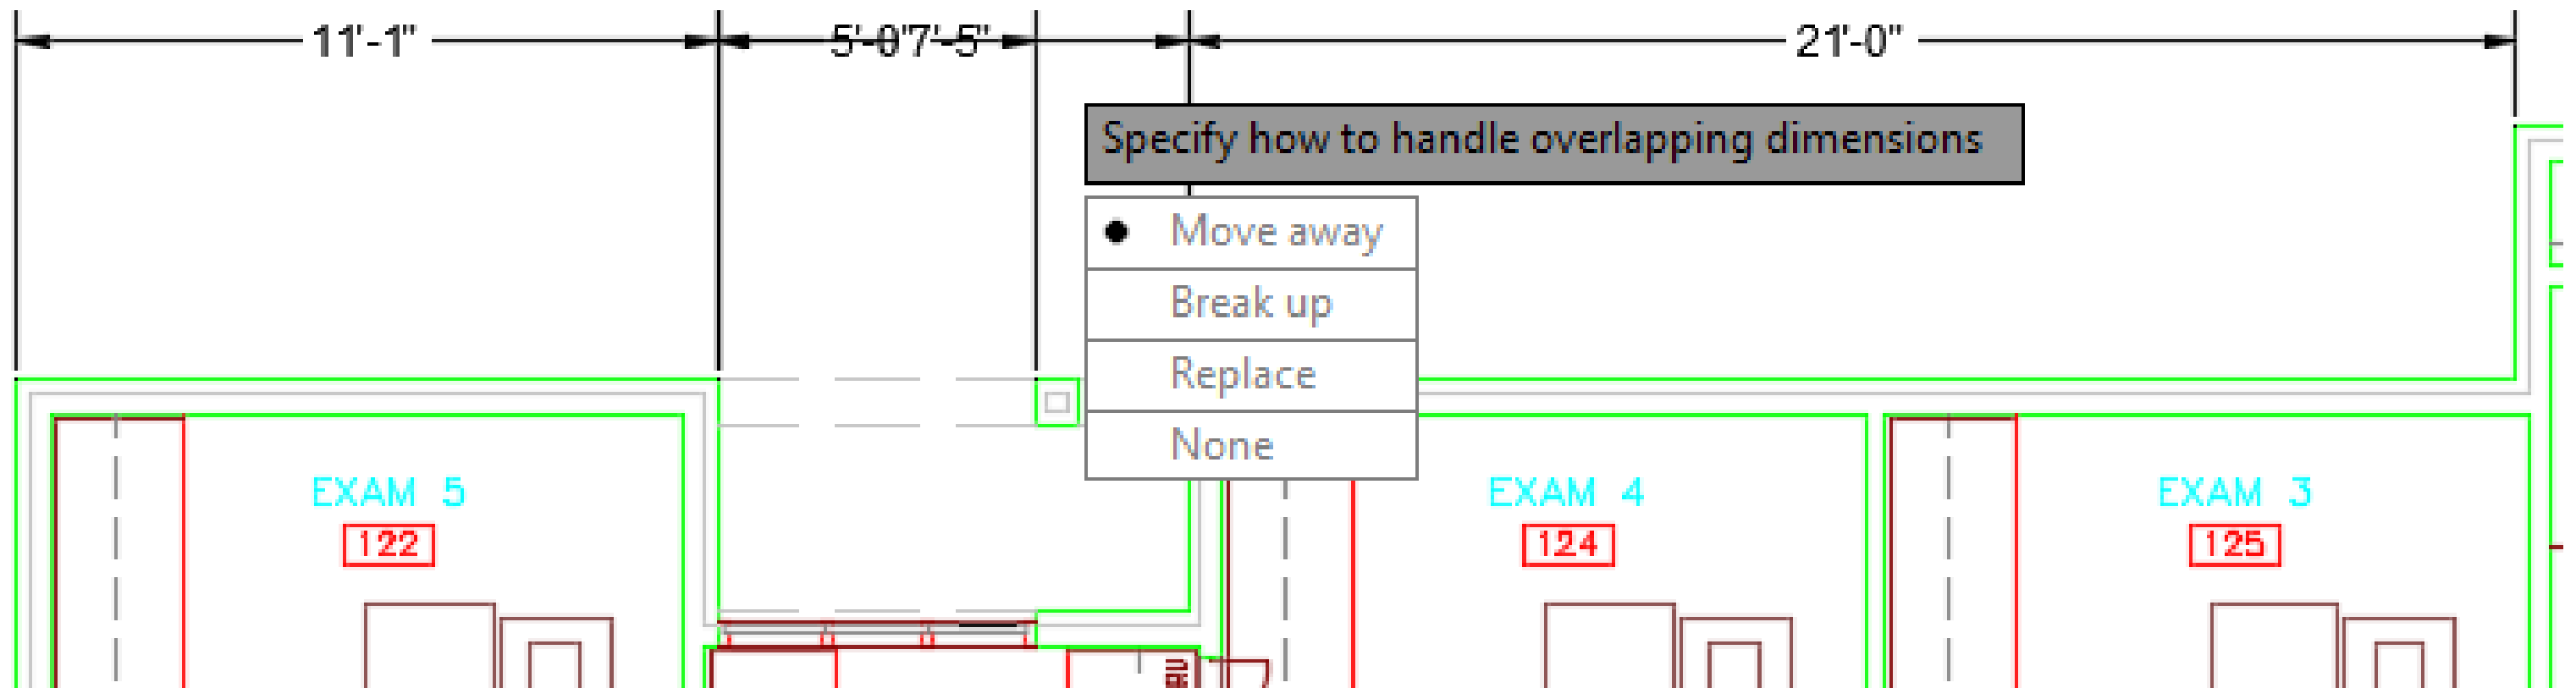 11'-1" 5'-0"7'-5" 21'-0"
Specify how to handle overlapping dimensions
Move away
Break up
Replace
None
EXAM 5 EXAM 4 EXAM 3
122 124 125